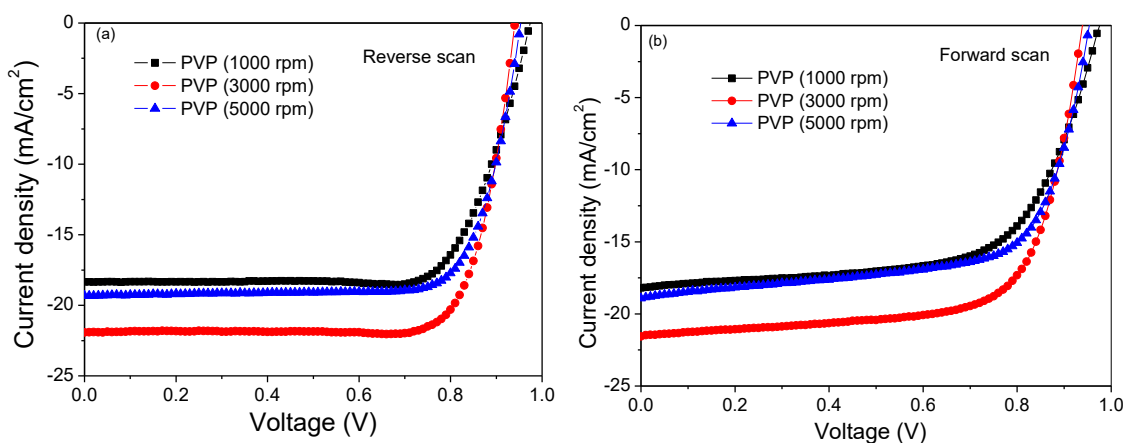 (a)
Reverse scan
PVP (1000 rpm)
PVP (3000 rpm)
PVP (5000 rpm)
Current density (mA/cm²)
0
-5
-10
-15
-20
-25
0.0 0.2 0.4 0.6 0.8 1.0
Voltage (V)
(b)
Forward scan
PVP (1000 rpm)
PVP (3000 rpm)
PVP (5000 rpm)
Current density (mA/cm²)
0
-5
-10
-15
-20
-25
0.0 0.2 0.4 0.6 0.8 1.0
Voltage (V)